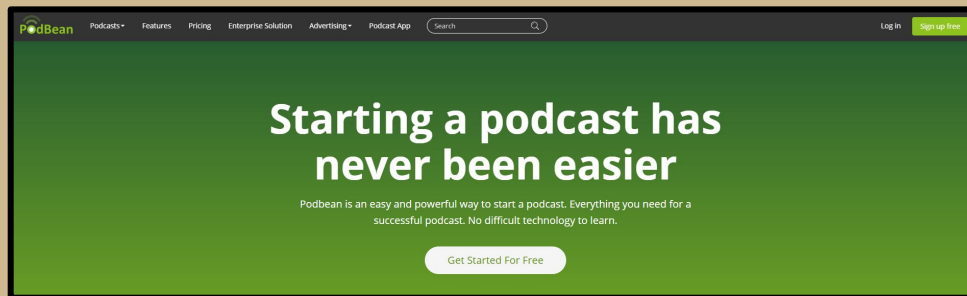 PodBean
Podcasts Features Pricing Enterprise Solution Advertising Podcast App Search Log in Sign up free
Starting a podcast has
never been easier
Podbean is an easy and powerful way to start a podcast. Everything you need for a
successful podcast. No difficult technology to learn.
Get Started For Free